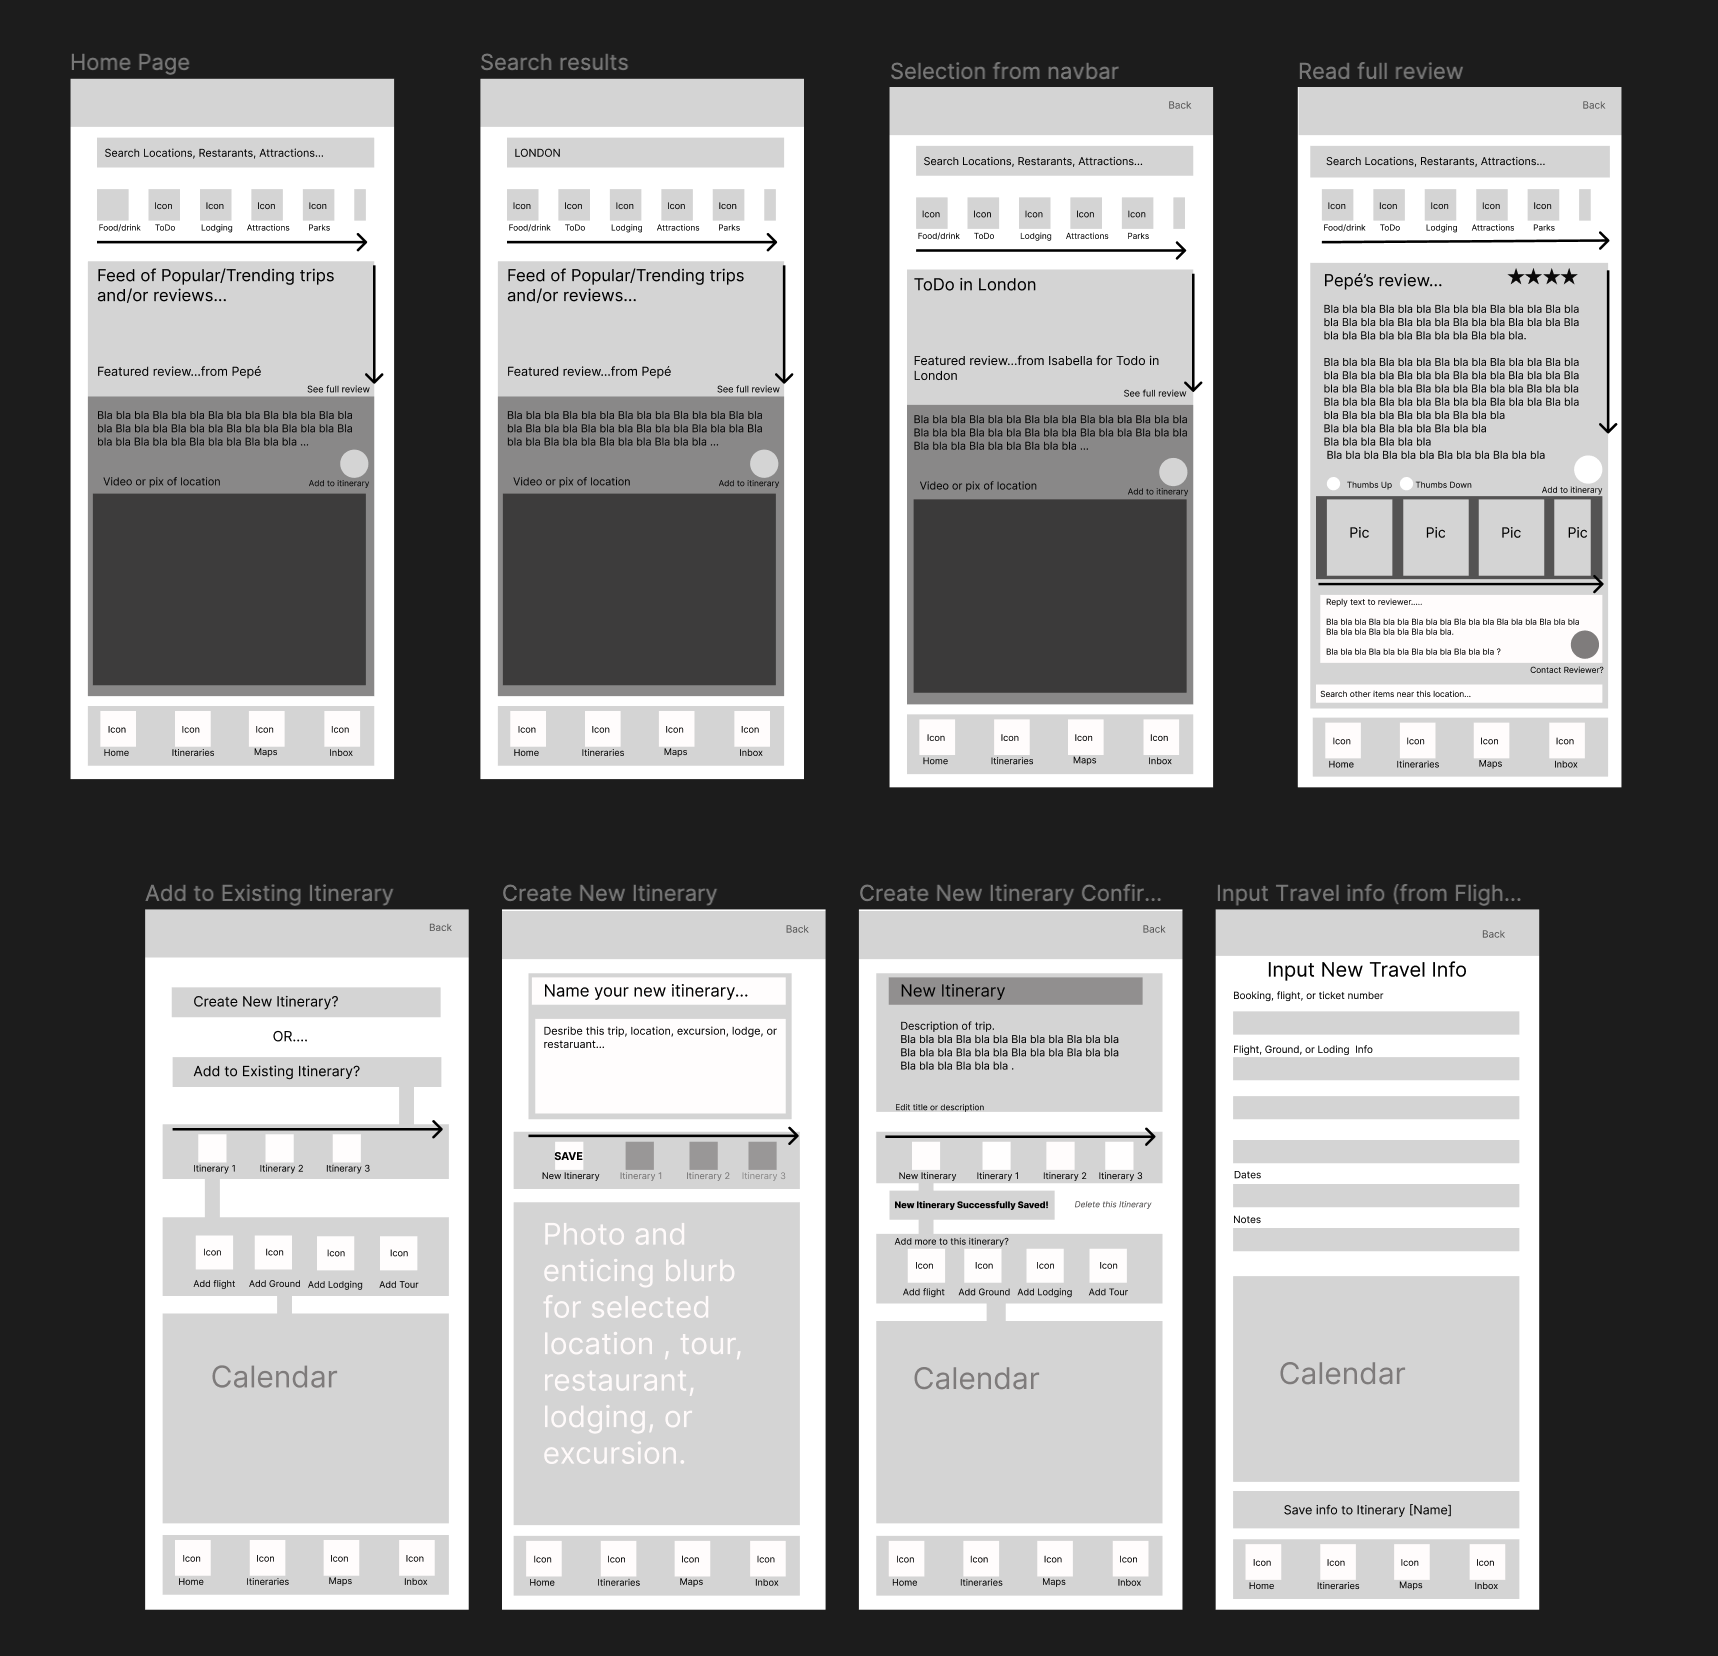 Home Page
Search Locations, Restarants, Attractions...
Icon
Icon
Icon
Icon
Food/drink
ToDo
Lodging
Attractions
Parks
Feed of Popular/Trending trips
and/or reviews...
Featured review...from Pepé
See full review
Bla bla bla Bla bla bla Bla bla bla Bla bla bla Bla bla
bla Bla bla bla Bla bla bla Bla bla bla Bla bla bla Bla
bla bla Bla bla bla Bla bla bla Bla bla bla ...
Video or pix of location
Add to itinerary
Icon
Icon
Icon
Icon
Home
Itineraries
Maps
Inbox
Search results
LONDON
Icon
Icon
Icon
Icon
Icon
Food/drink
ToDo
Lodging
Attractions
Parks
Feed of Popular/Trending trips
and/or reviews...
Featured review...from Pepé
See full review
Bla bla bla Bla bla bla Bla bla bla Bla bla bla Bla bla
bla Bla bla bla Bla bla bla Bla bla bla Bla bla bla Bla
bla bla Bla bla bla Bla bla bla Bla bla bla ...
Video or pix of location
Add to itinerary
Icon
Icon
Icon
Icon
Home
Itineraries
Maps
Inbox
Selection from navbar
Back
Search Locations, Restarants, Attractions...
Icon
Icon
Icon
Icon
Icon
Food/drink
ToDo
Lodging
Attractions
Parks
ToDo in London
Featured review...from Isabella for Todo in
London
See full review
Bla bla bla Bla bla bla Bla bla bla Bla bla bla Bla bla bla
Bla bla bla Bla bla bla Bla bla bla Bla bla bla Bla bla bla
Bla bla bla Bla bla bla Bla bla bla ...
Video or pix of location
Add to itinerary
Icon
Icon
Icon
Icon
Home
Itineraries
Maps
Inbox
Read full review
Back
Search Locations, Restarants, Attractions...
Icon
Icon
Icon
Icon
Icon
Food/drink
ToDo
Lodging
Attractions
Parks
Pepé's review... ★★★★
Bla bla bla Bla bla bla Bla bla bla Bla bla bla Bla bla
bla Bla bla bla Bla bla bla Bla bla bla Bla bla bla Bla
bla bla Bla bla bla Bla bla bla Bla bla bla.
Bla bla bla Bla bla bla Bla bla bla Bla bla bla Bla bla
bla Bla bla bla Bla bla bla Bla bla bla Bla bla bla Bla
bla Bla bla bla Bla bla bla Bla bla bla Bla bla bla Bla
bla Bla bla bla Bla bla bla Bla bla bla Bla bla bla Bla
bla Bla bla bla Bla bla bla Bla bla bla
bla Bla bla bla Bla bla bla Bla bla
Bla bla bla Bla bla bla
Bla bla bla Bla bla bla Bla bla bla Bla bla bla
Thumbs Up
Thumbs Down
Add to itinerary
Pic
Pic
Pic
Pic
Reply text to reviewer.....
Bla bla bla Bla bla bla Bla bla bla Bla bla bla Bla bla bla Bla bla bla
Bla bla bla Bla bla bla Bla bla bla.
Bla bla bla Bla bla bla Bla bla bla Bla bla bla ?
Contact Reviewer?
Search other items near this location...
Icon
Icon
Icon
Icon
Home
Itineraries
Maps
Inbox
Add to Existing Itinerary
Back
Create New Itinerary?
OR....
Add to Existing Itinerary?
Itinerary 1
Itinerary 2
Itinerary 3
Icon
Icon
Icon
Icon
Add flight
Add Ground
Add Lodging
Add Tour
Calendar
Icon
Icon
Icon
Icon
Home
Itineraries
Maps
Inbox
Create New Itinerary
Back
Name your new itinerary...
Desribe this trip, location, excursion, lodge, or
restaruant...
SAVE
New Itinerary
Itinerary 1
Itinerary 2
Itinerary 3
Photo and
enticing blurb
for selected
location , tour,
restaurant,
lodging, or
excursion.
Icon
Icon
Icon
Icon
Home
Itineraries
Maps
Inbox
Create New Itinerary Confir...
Back
New Itinerary
Description of trip.
Bla bla bla Bla bla bla Bla bla bla Bla bla bla
Bla bla bla Bla bla bla Bla bla bla Bla bla bla
Bla bla bla Bla bla bla .
Edit title or description
New Itinerary
Itinerary 1
Itinerary 2
Itinerary 3
New Itinerary Successfully Saved!
Delete this Itinerary
Add more to this itinerary?
Icon
Icon
Icon
Icon
Add flight
Add Ground
Add Lodging
Add Tour
Calendar
Icon
Icon
Icon
Icon
Home
Itineraries
Maps
Inbox
Input Travel info (from Fligh...
Back
Input New Travel Info
Booking, flight, or ticket number
Flight, Ground, or Loding Info
Dates
Notes
Calendar
Save info to Itinerary [Name]
Icon
Icon
Icon
Icon
Home
Itineraries
Maps
Inbox